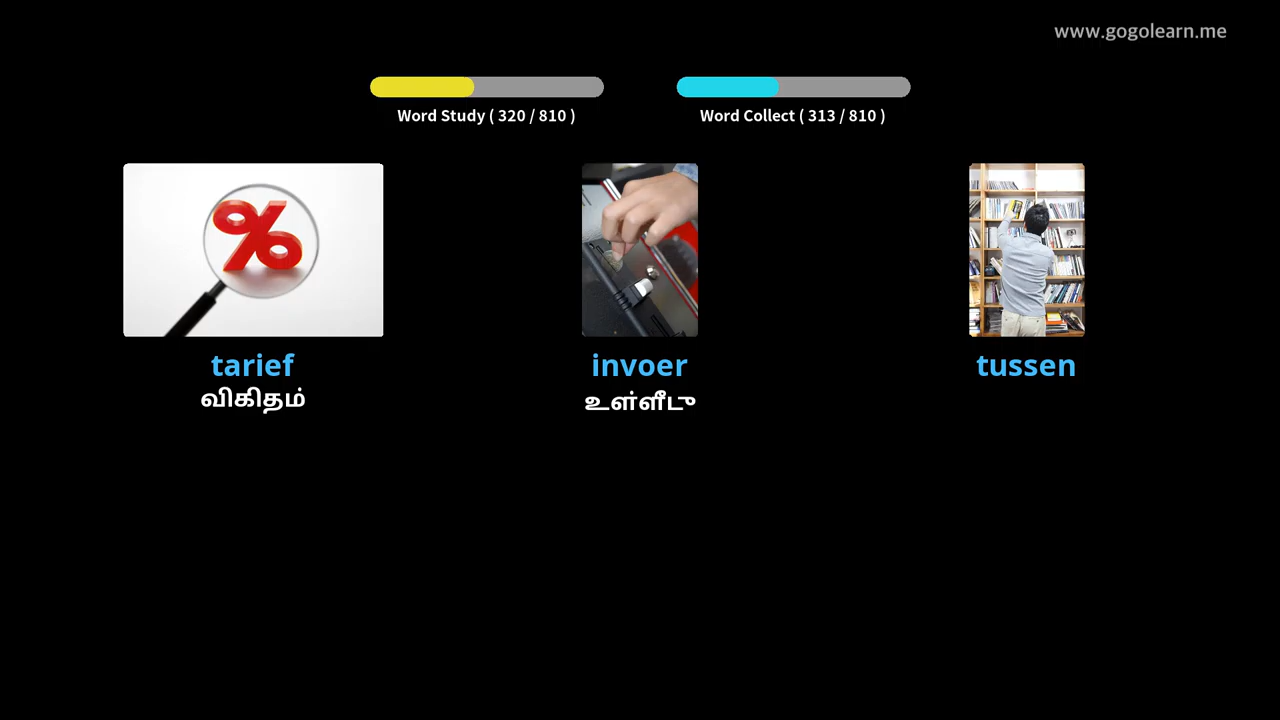 www.gogolearn.me
Word Study ( 320 / 810 )
Word Collect ( 313 / 810 )
tarief
விகிதம்
invoer
உள்ளீடு
tussen